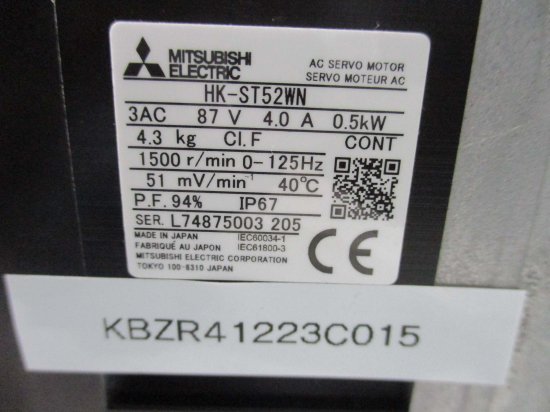 MITSUBISHI
ELECTRIC
AC SERVO MOTOR
SERVO MOTEUR AC
HK-ST52WN
3AC 87 V 4.0 A 0.5kW
4.3 kg Cl.F CONT
1500 r/min 0-125Hz
51 mV/min⁻¹ 40℃
P.F. 94% IP67
SER. L74875003 205
MADE IN JAPAN IEC60034-1
FABRIQUÉ AU JAPON IEC61800-3
MITSUBISHI ELECTRIC CORPORATION
TOKYO 100-8310 JAPAN
CE
KBZR41223C015